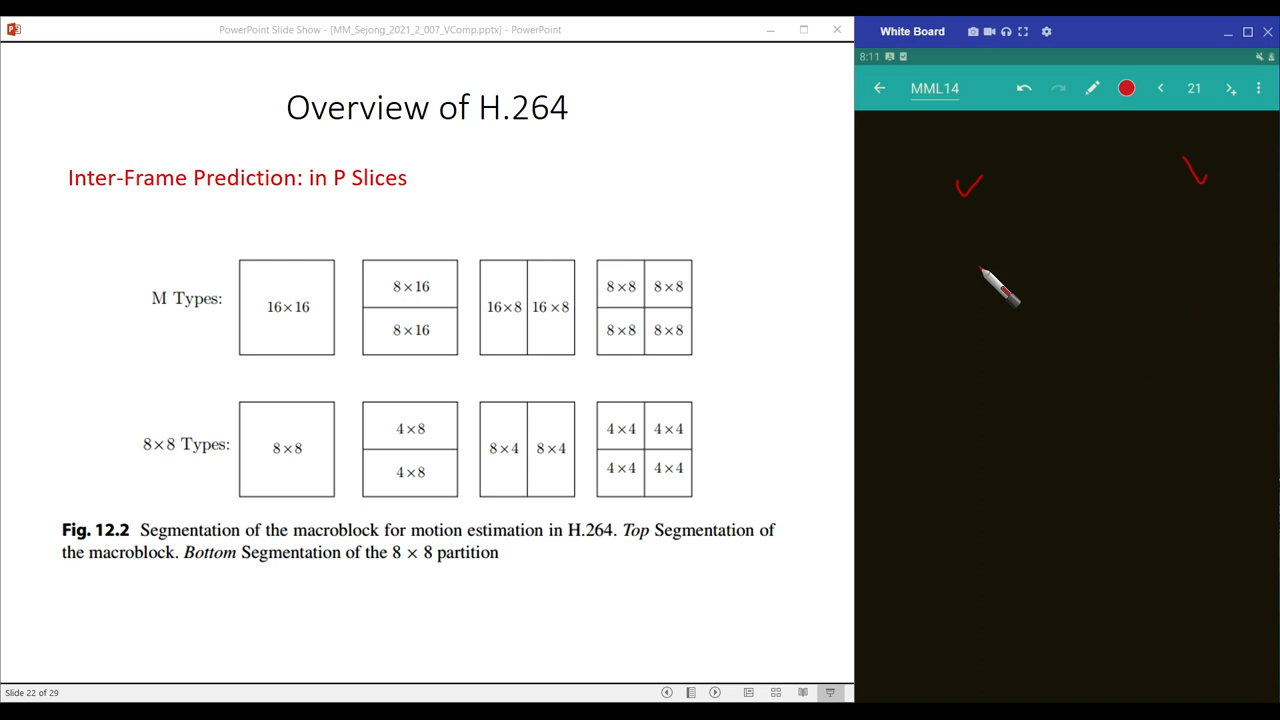 PowerPoint Slide Show - [MM_Sejong_2021_2_007_VComp.pptx] - PowerPoint
White Board
8:11
MML14
21
Overview of H.264
Inter-Frame Prediction: in P Slices
M Types:
16×16
8×16
8×16
16×8 16×8
8×8 8×8
8×8 8×8
8×8 Types:
8×8
4×8
4×8
8×4 8×4
4×4 4×4
4×4 4×4
Fig. 12.2 Segmentation of the macroblock for motion estimation in H.264. Top Segmentation of
the macroblock. Bottom Segmentation of the 8 × 8 partition
Slide 22 of 29